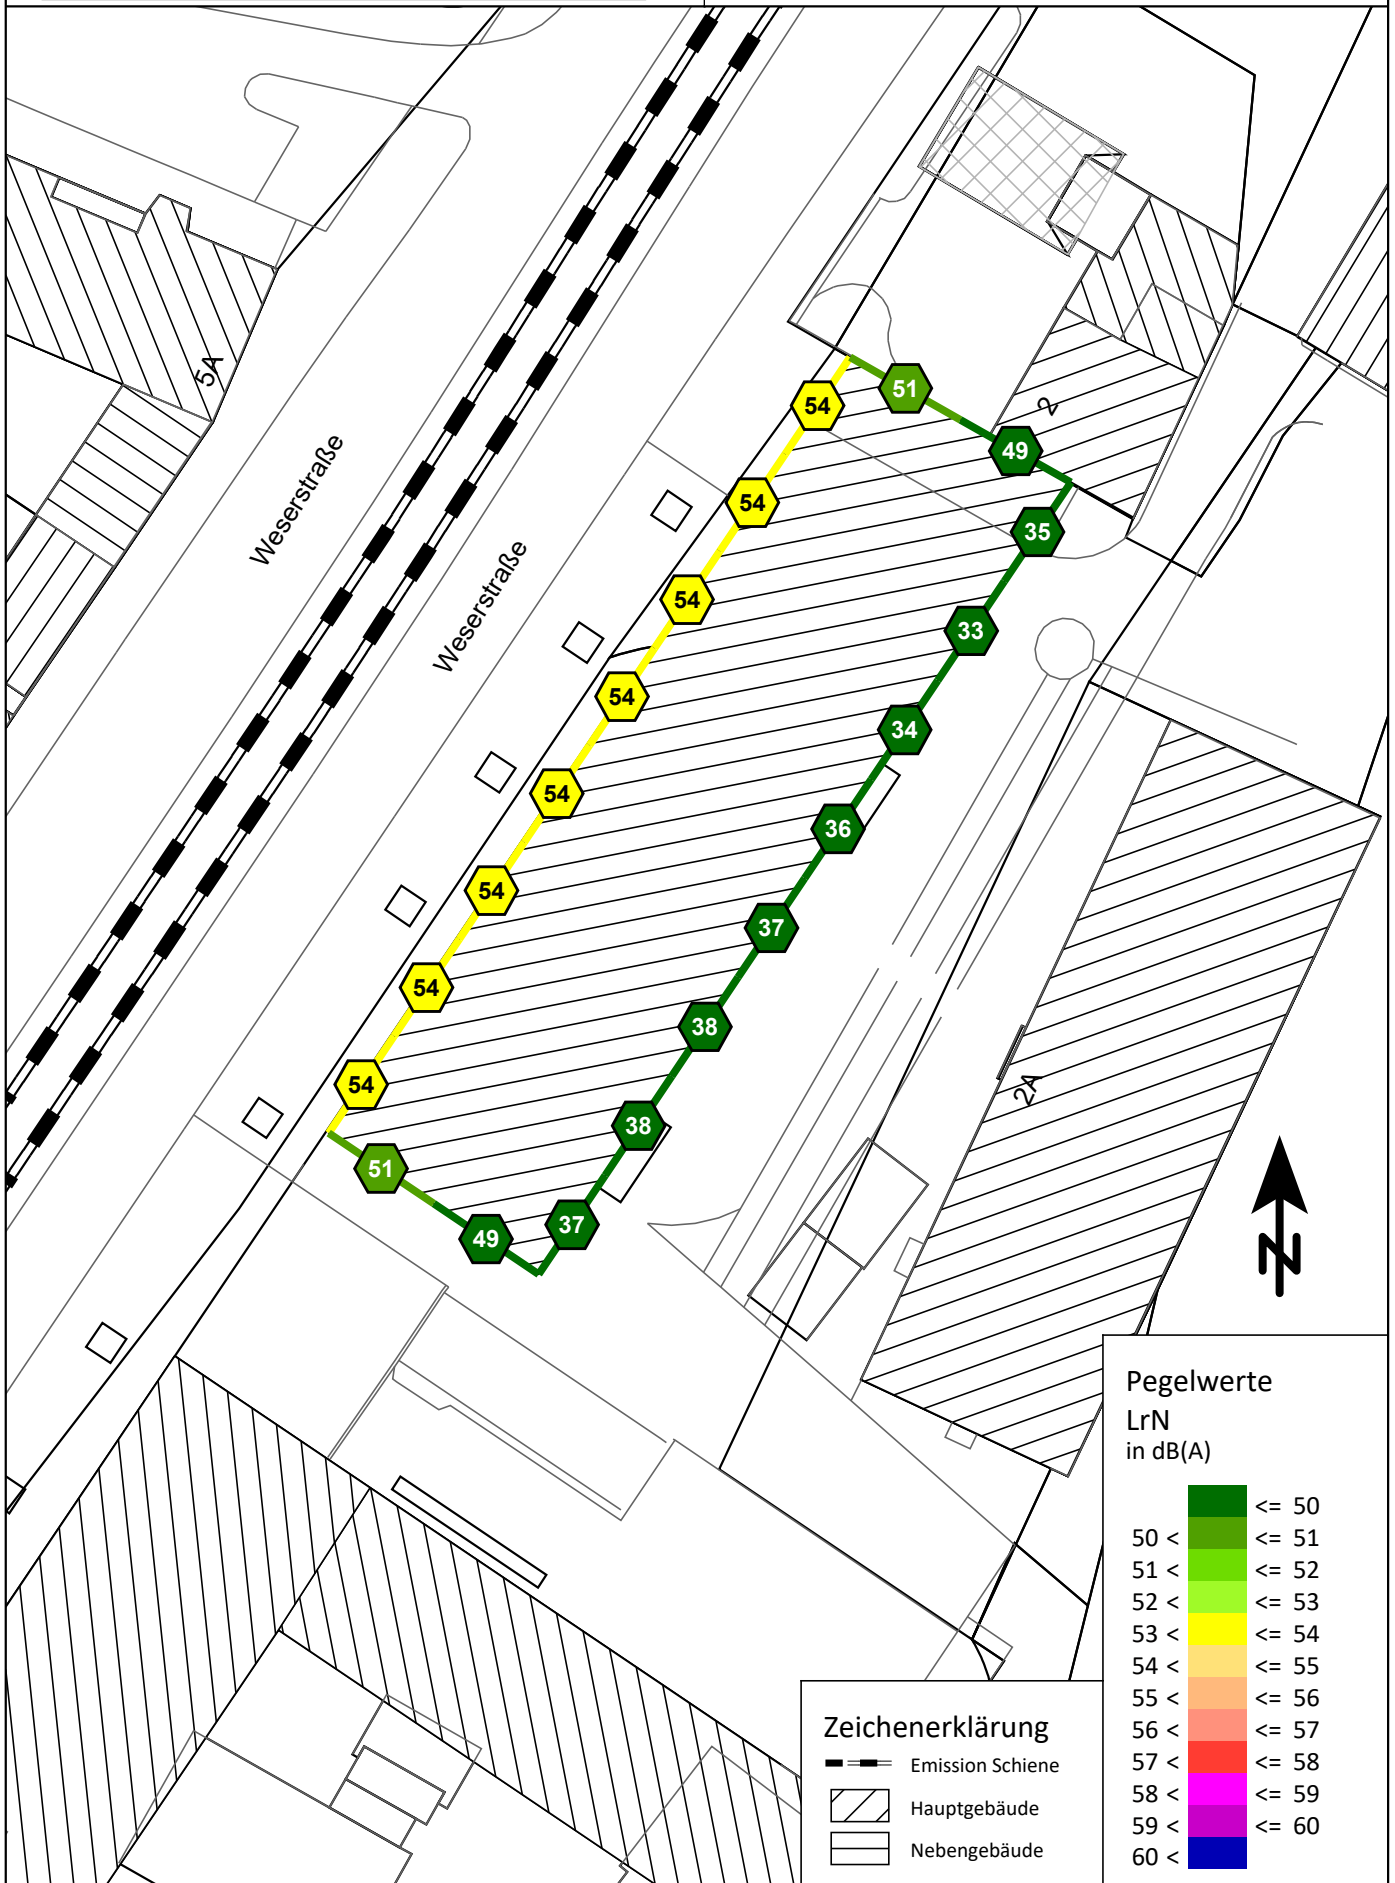 5A
Weserstraße
Weserstraße
2
51
54
49
54
35
54
33
54
34
54
36
54
37
54
38
54
38
51
37
49
2A
N
Pegelwerte
LrN
in dB(A)
<= 50
50 < <= 51
51 < <= 52
52 < <= 53
53 < <= 54
54 < <= 55
55 < <= 56
56 < <= 57
57 < <= 58
58 < <= 59
59 < <= 60
60 <
Zeichenerklärung
Emission Schiene
Hauptgebäude
Nebengebäude